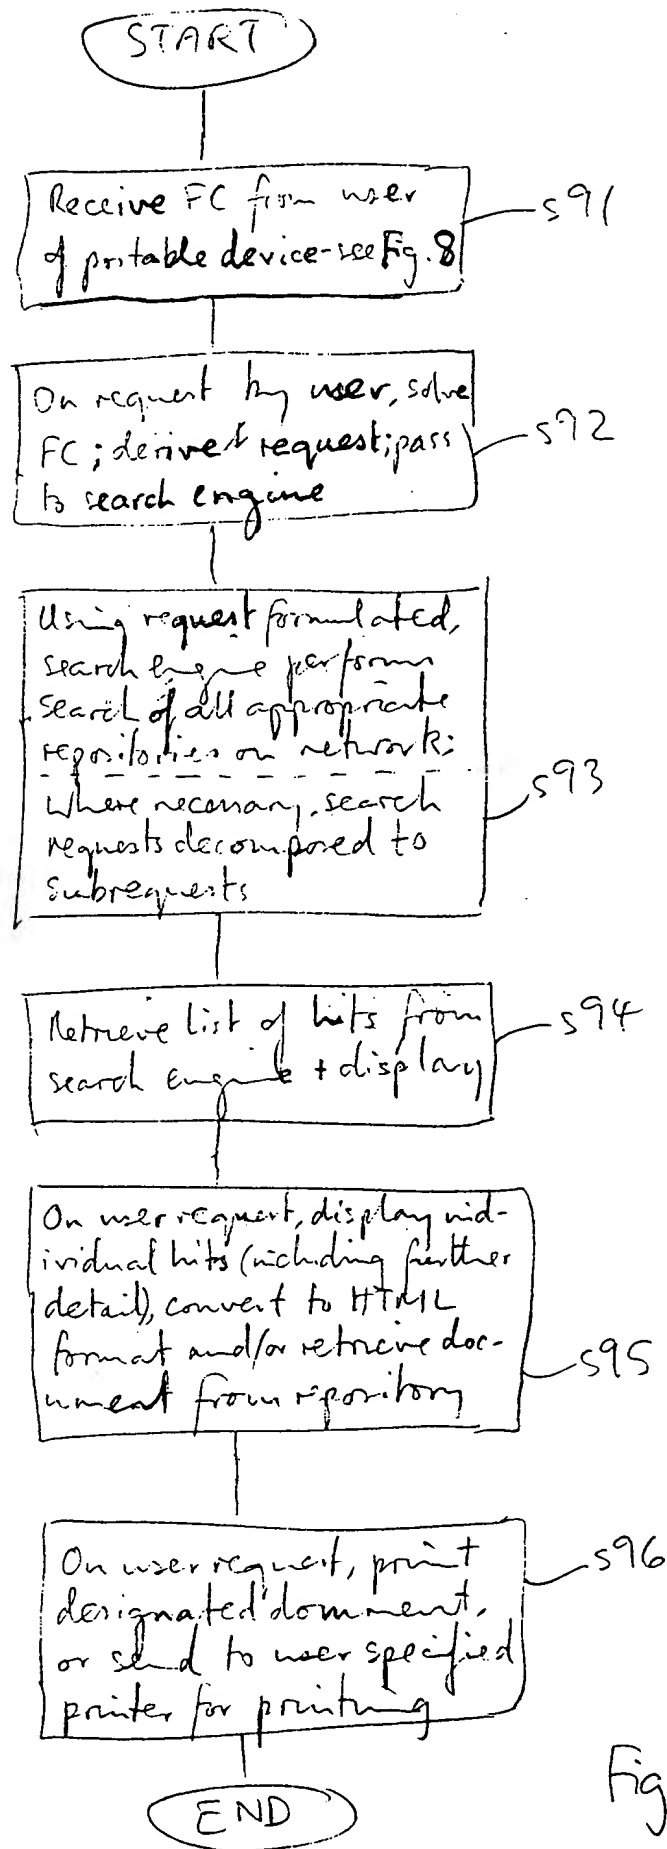 START
Receive FC from user
of portable device-see Fig. 8
s91
On request by user, solve
FC; derive request; pass
to search engine
s92
Using request formulated,
search engine performs
search of all appropriate
repositories on network;
where necessary, search
requests decomposed to
subrequests
s93
Retrieve list of hits from
search engine + display
s94
On user request, display ind-
ividual hits (including further
detail), convert to HTML
format and/or retrieve doc-
ument from repository
s95
On user request, print
designated document,
or send to user specified
printer for printing
s96
END
Fig